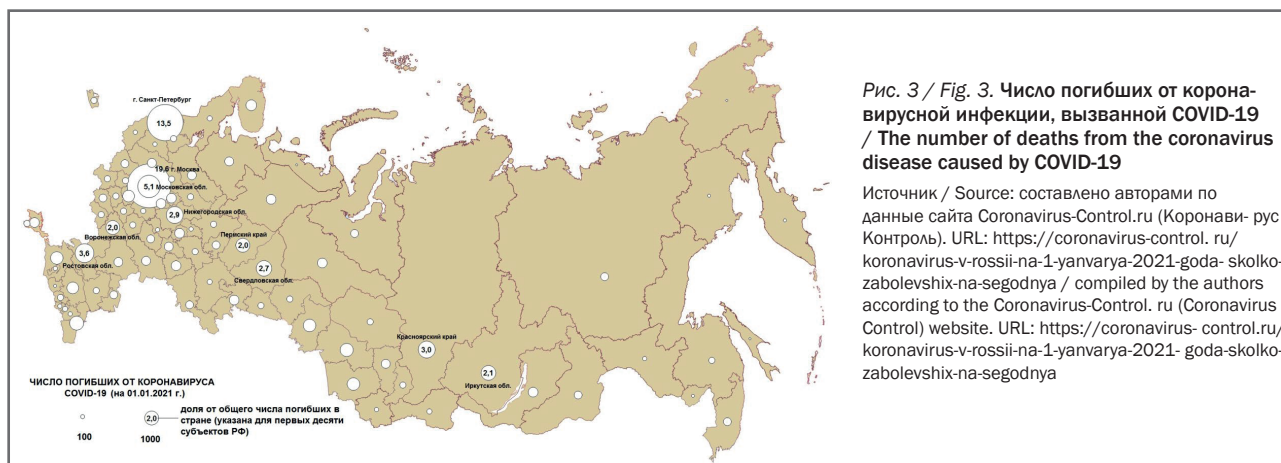 г. Санкт-Петербург
13,5
19,8 г. Москва
5,1 Московская обл.
2,9
Нижегородская обл.
2,0
Воронежская обл.
Пермский край
2,0
3,6
Ростовская обл.
2,7
Свердловская обл.
Красноярский край
3,0
2,1
Иркутская обл.
ЧИСЛО ПОГИБШИХ ОТ КОРОНАВИРУСА
COVID-19 (на 01.01.2021 г.)
100
2,0
1000
доля от общего числа погибших в
стране (указана для первых десяти
субъектов РФ)
Рис. 3 / Fig. 3. Число погибших от корона-
вирусной инфекции, вызванной COVID-19
/ The number of deaths from the coronavirus
disease caused by COVID-19
Источник / Source: составлено авторами по
данные сайта Coronavirus-Control.ru (Коронави- рус
Контроль). URL: https://coronavirus-control. ru/
koronavirus-v-rossii-na-1-yanvarya-2021-goda- skolko-
zabolevshix-na-segodnya / compiled by the authors
according to the Coronavirus-Control. ru (Coronavirus
Control) website. URL: https://coronavirus- control.ru/
koronavirus-v-rossii-na-1-yanvarya-2021- goda-skolko-
zabolevshix-na-segodnya